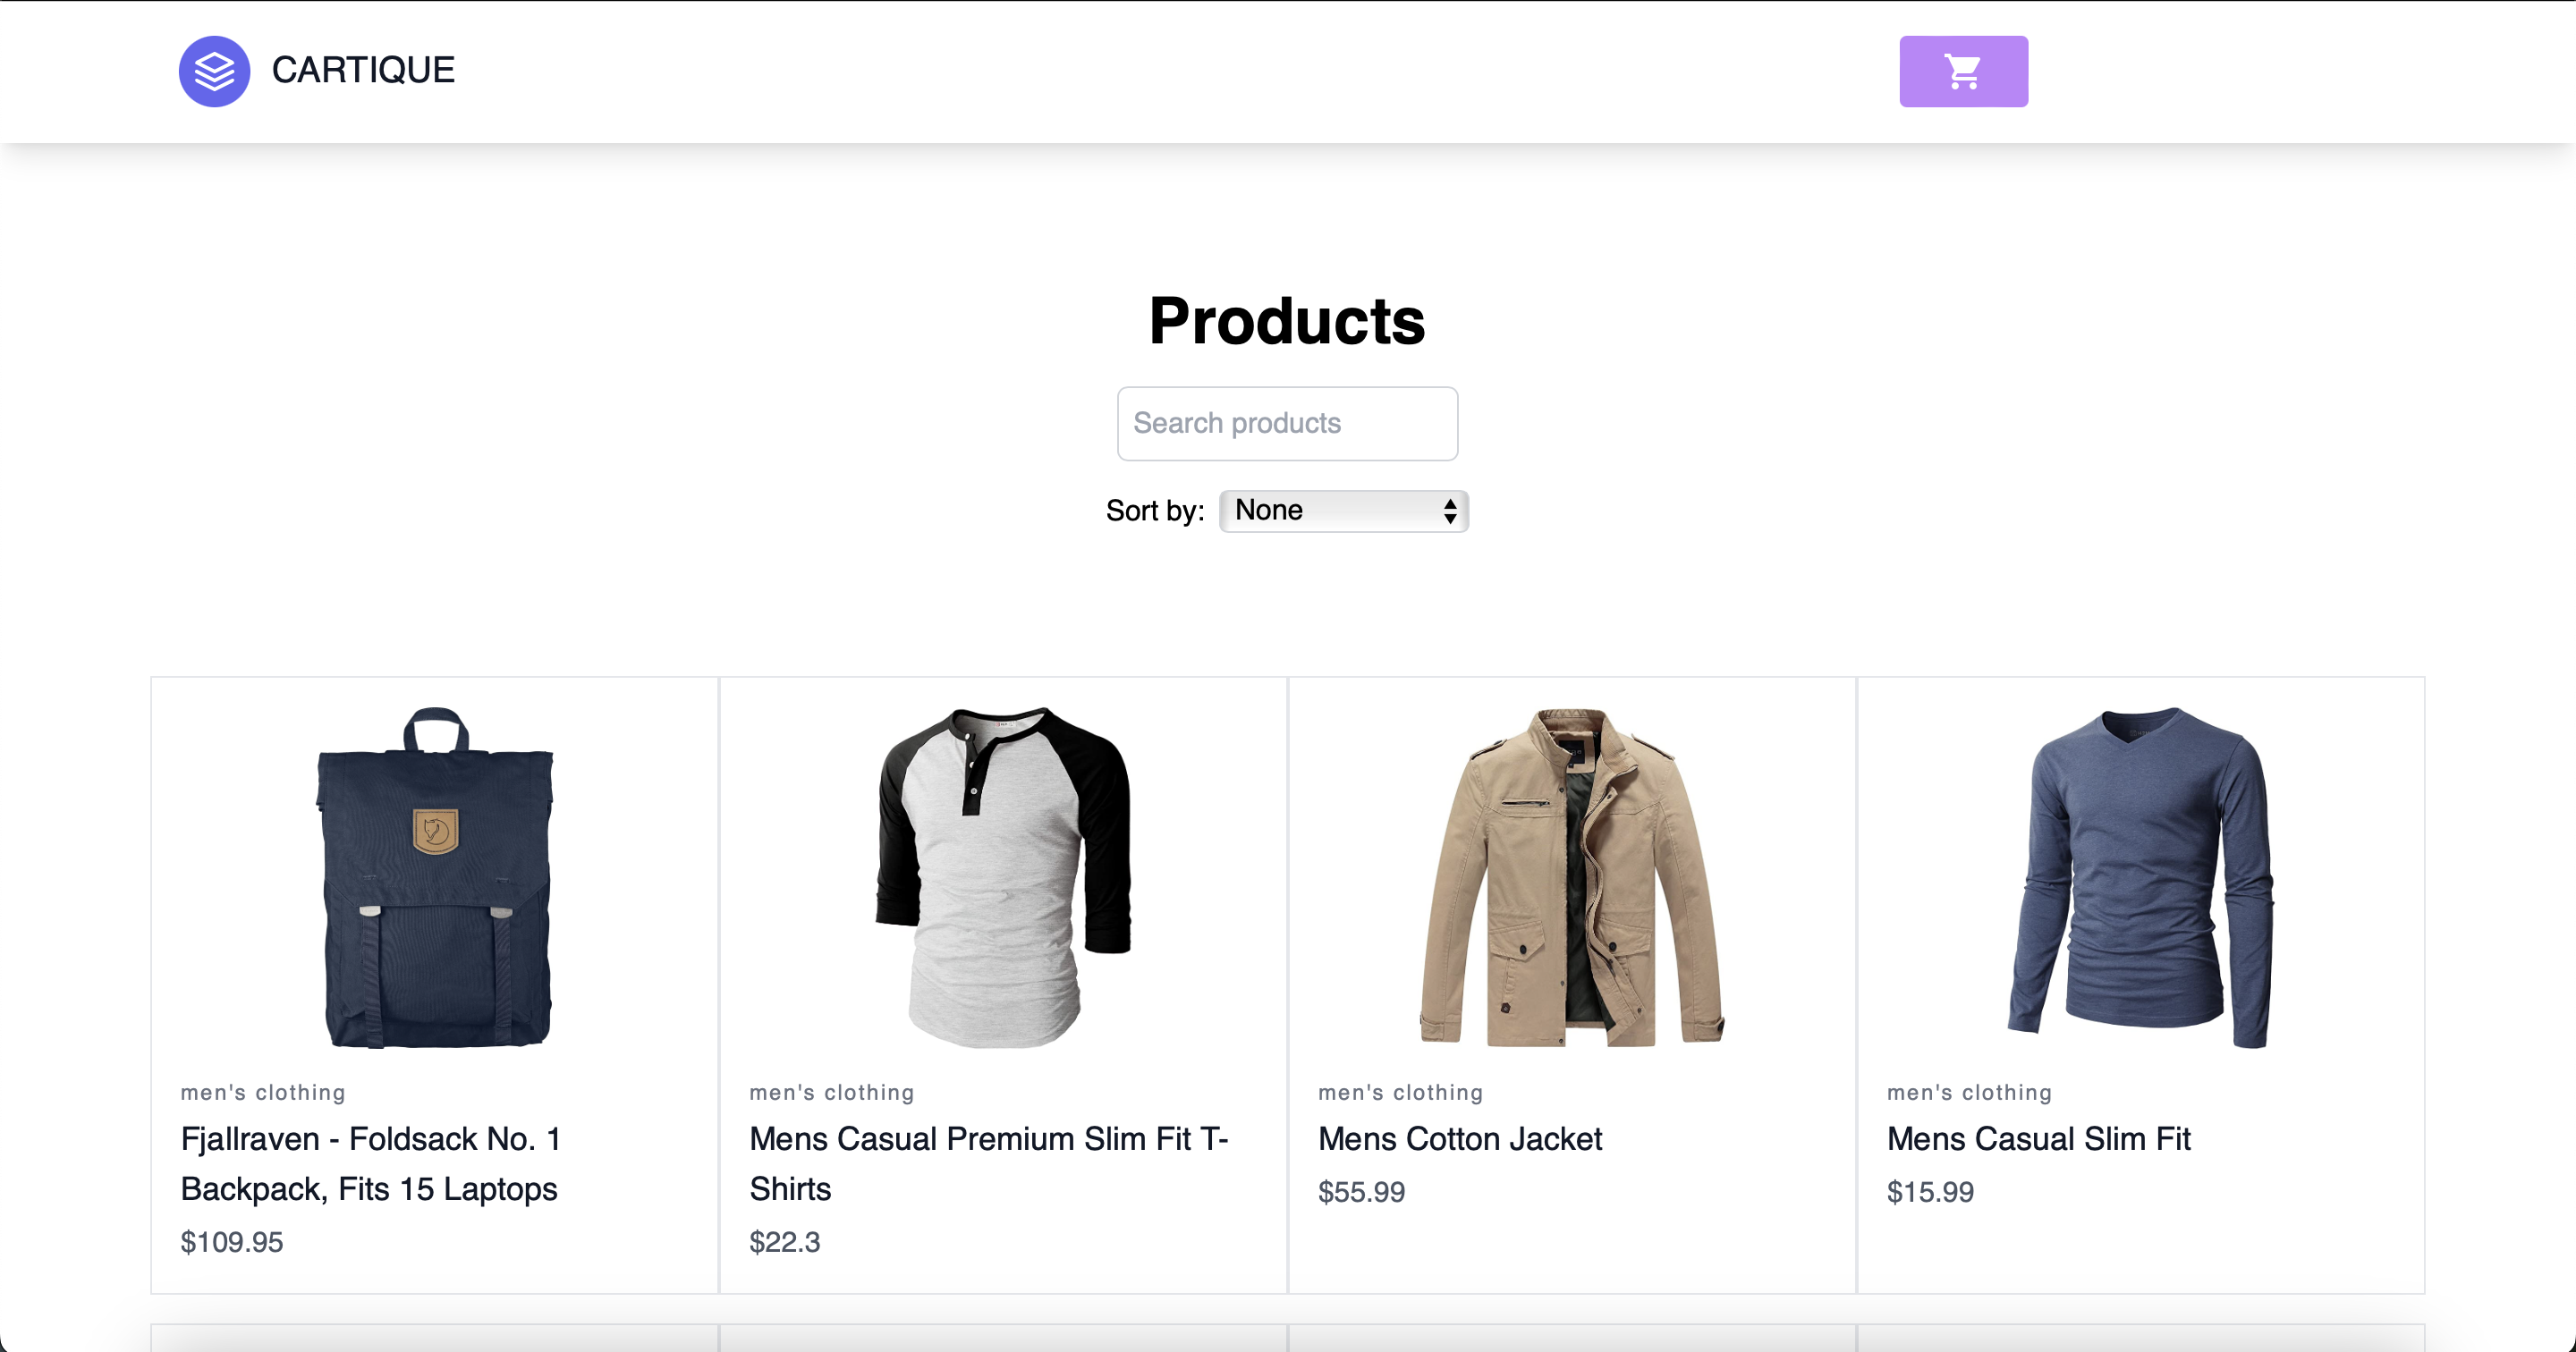 CARTIQUE
Products
Search products
Sort by: None
men's clothing
Fjallraven - Foldsack No. 1
Backpack, Fits 15 Laptops
$109.95
men's clothing
Mens Casual Premium Slim Fit T-
Shirts
$22.3
men's clothing
Mens Cotton Jacket
$55.99
men's clothing
Mens Casual Slim Fit
$15.99